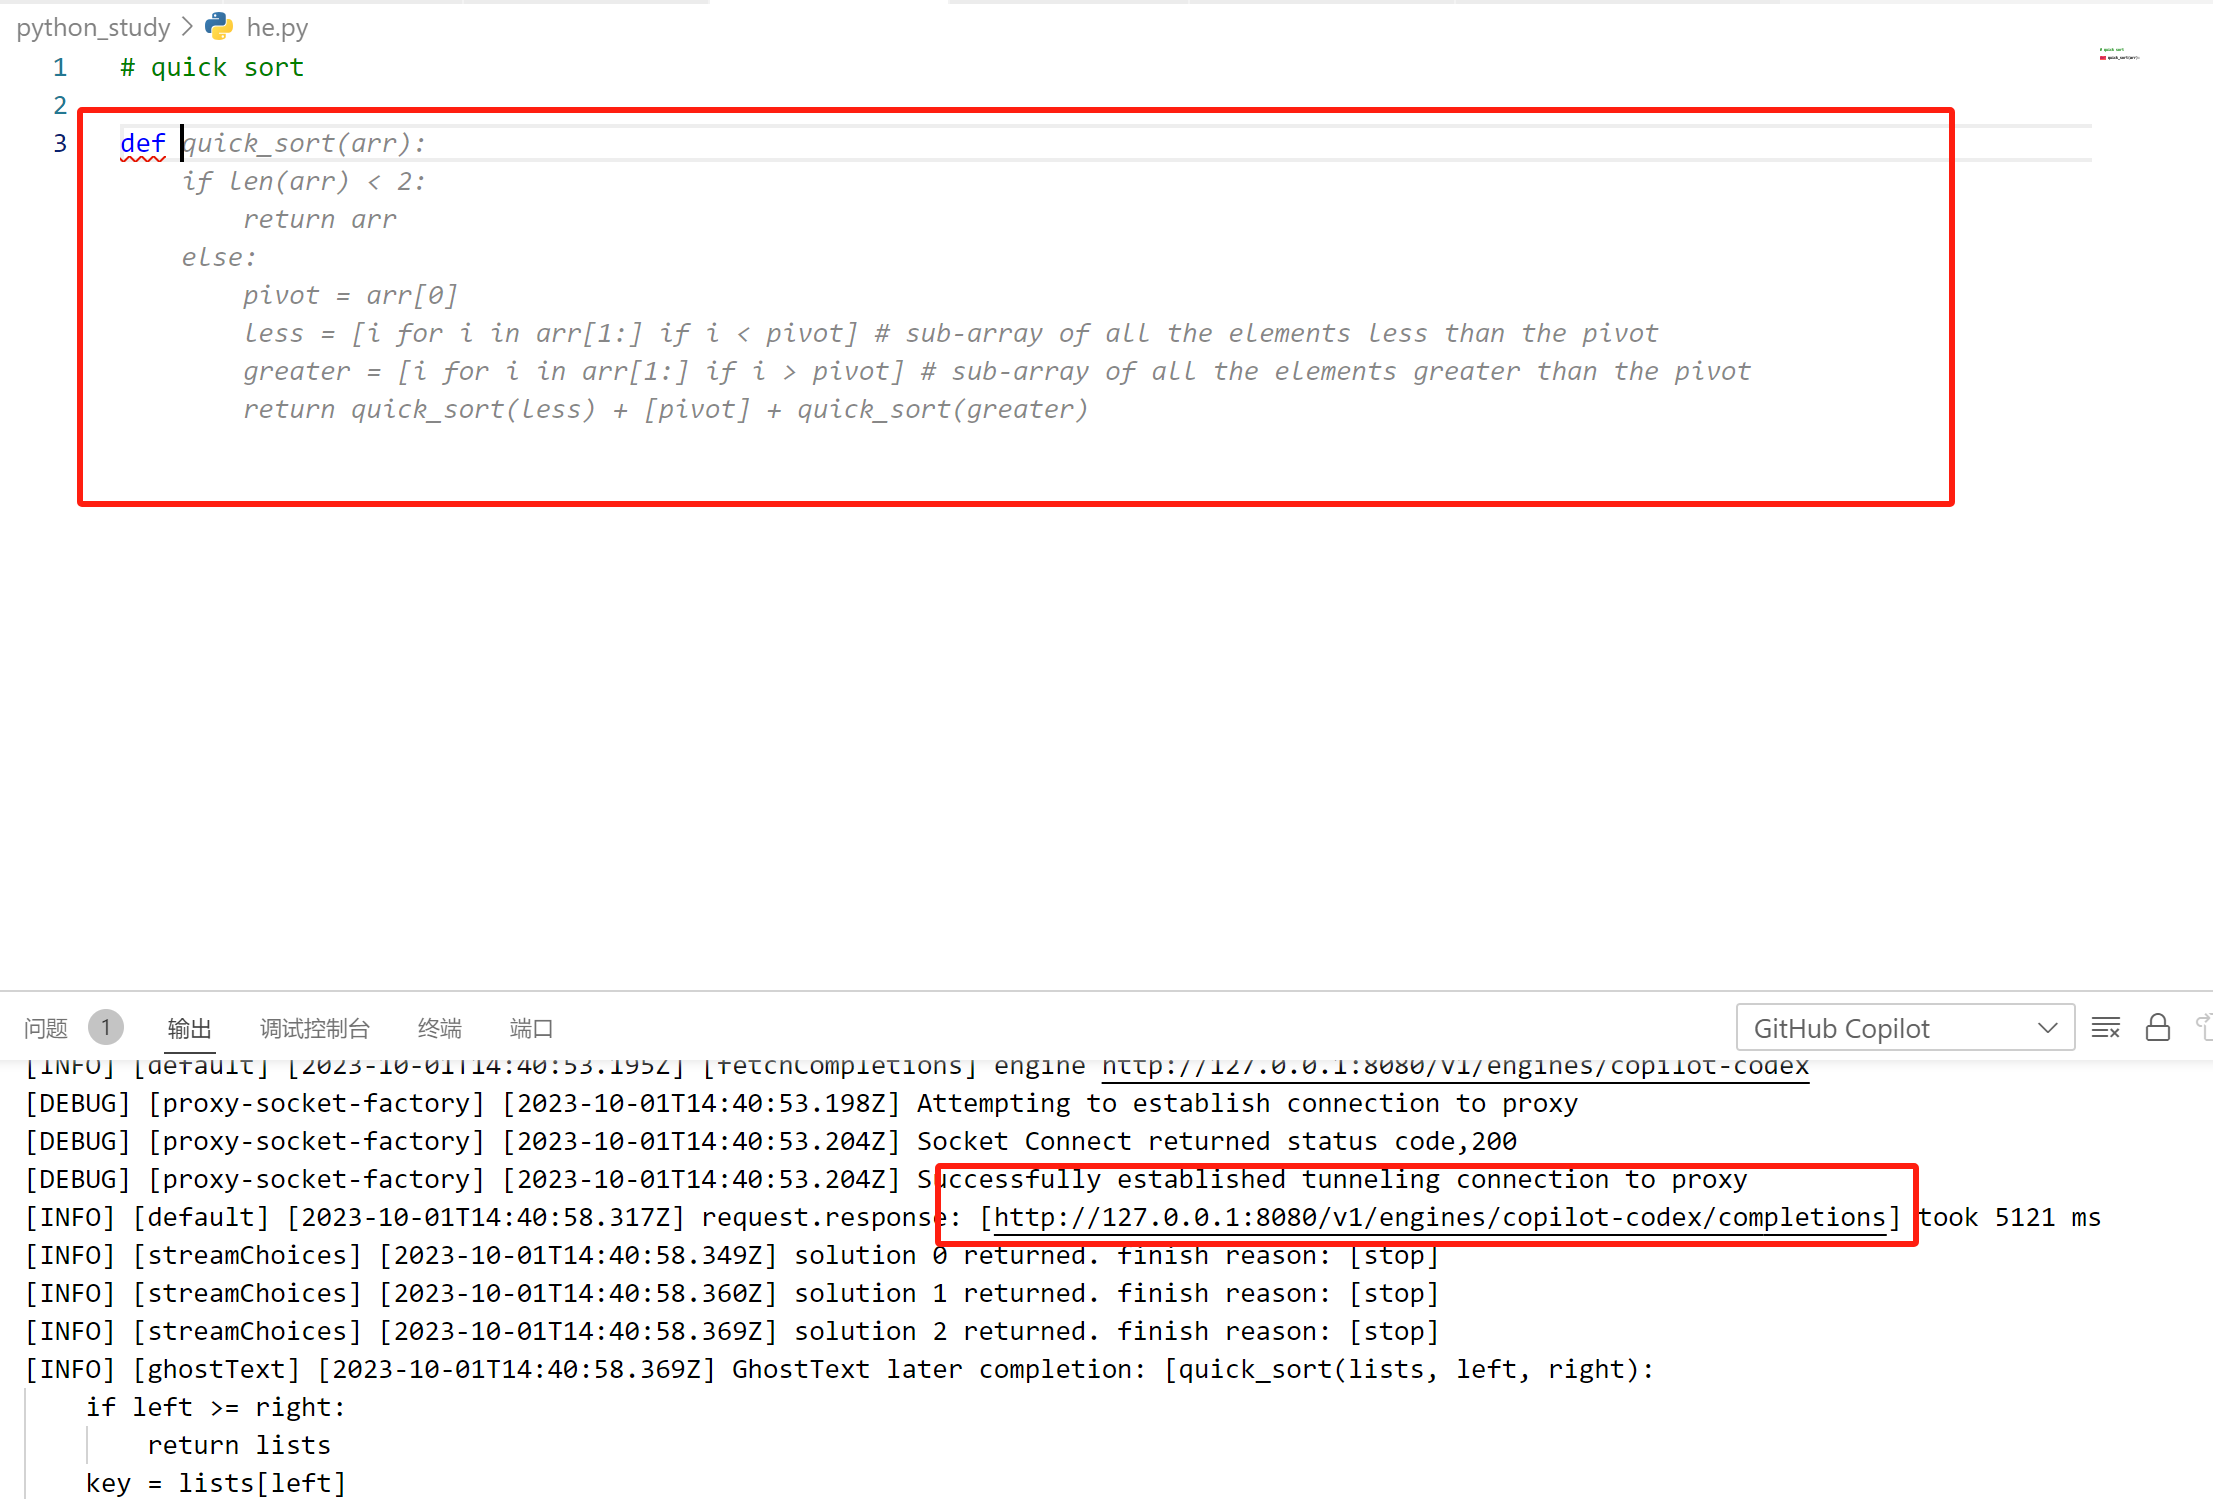 python_study > he.py
1 # quick sort
2
3 def quick_sort(arr):
if len(arr) < 2:
return arr
else:
pivot = arr[0]
less = [i for i in arr[1:] if i < pivot] # sub-array of all the elements less than the pivot
greater = [i for i in arr[1:] if i > pivot] # sub-array of all the elements greater than the pivot
return quick_sort(less) + [pivot] + quick_sort(greater)
问题 1 输出 调试控制台 终端 端口 GitHub Copilot
[INFO] [default] [2023-10-01T14:40:53.195Z] [fetchCompletions] engine http://127.0.0.1:8080/v1/engines/copilot-codex
[DEBUG] [proxy-socket-factory] [2023-10-01T14:40:53.198Z] Attempting to establish connection to proxy
[DEBUG] [proxy-socket-factory] [2023-10-01T14:40:53.204Z] Socket Connect returned status code,200
[DEBUG] [proxy-socket-factory] [2023-10-01T14:40:53.204Z] Successfully established tunneling connection to proxy
[INFO] [default] [2023-10-01T14:40:58.317Z] request.response: [http://127.0.0.1:8080/v1/engines/copilot-codex/completions] took 5121 ms
[INFO] [streamChoices] [2023-10-01T14:40:58.349Z] solution 0 returned. finish reason: [stop]
[INFO] [streamChoices] [2023-10-01T14:40:58.360Z] solution 1 returned. finish reason: [stop]
[INFO] [streamChoices] [2023-10-01T14:40:58.369Z] solution 2 returned. finish reason: [stop]
[INFO] [ghostText] [2023-10-01T14:40:58.369Z] GhostText later completion: [quick_sort(lists, left, right):
if left >= right:
return lists
key = lists[left]